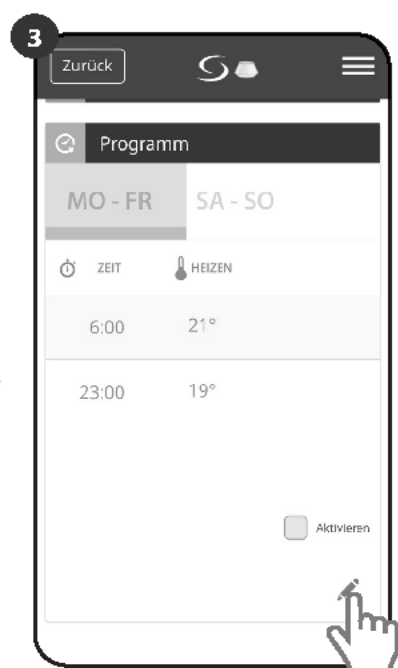 3
Zurück
Programm
MO - FR SA - SO
ZEIT HEIZEN
6:00 21°
23:00 19°
Aktivieren